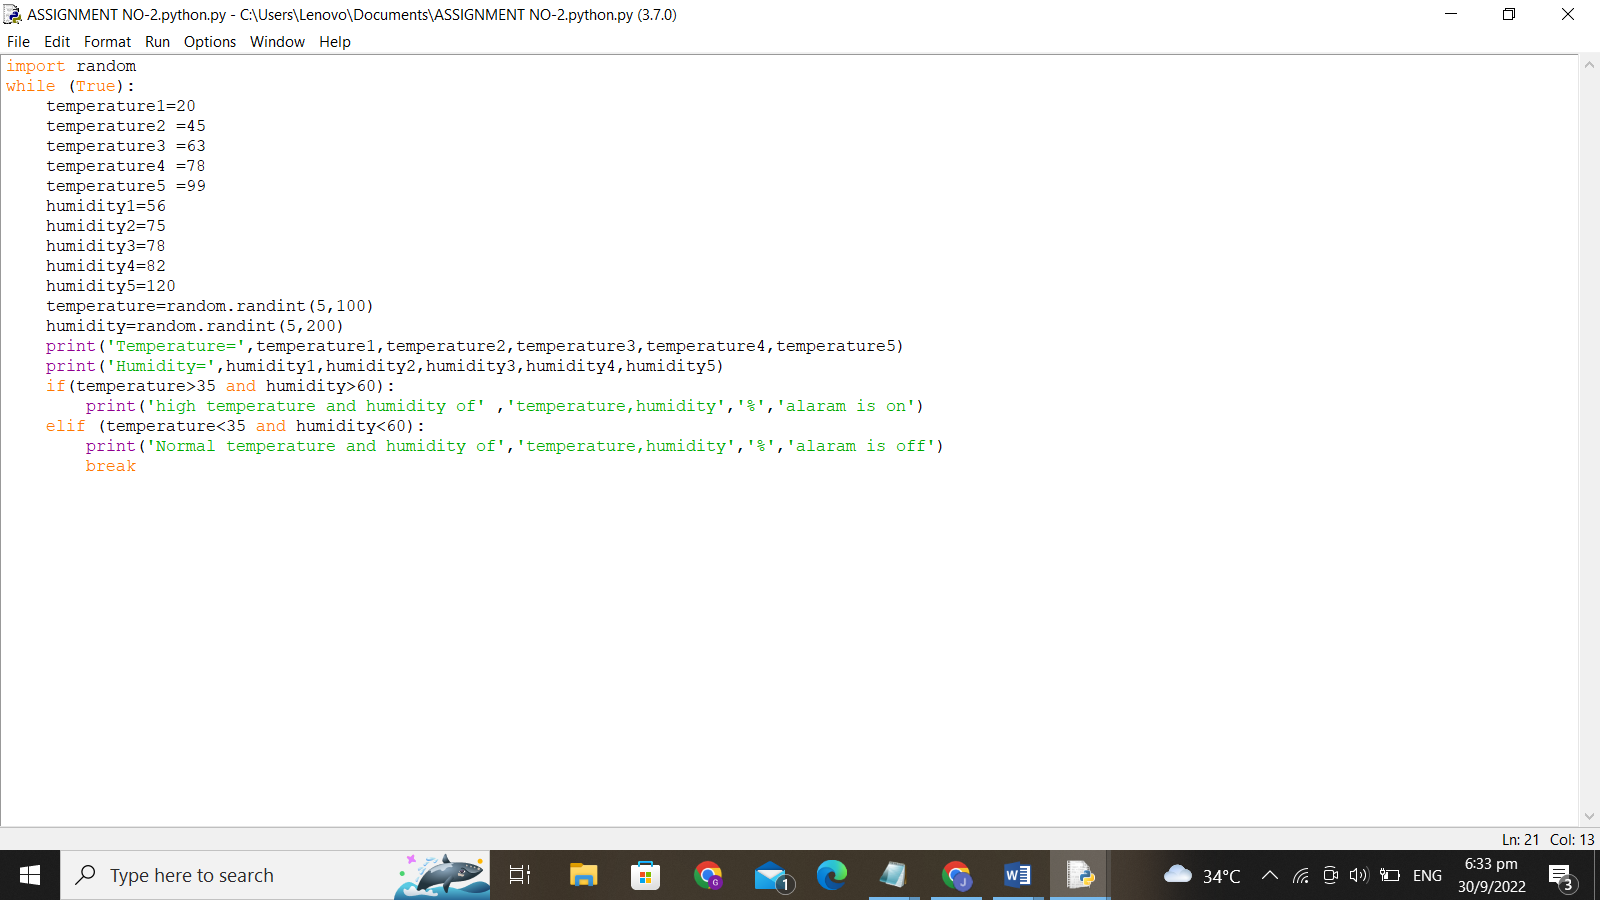 ASSIGNMENT NO-2.python.py - C:\Users\Lenovo\Documents\ASSIGNMENT NO-2.python.py (3.7.0)
File Edit Format Run Options Window Help
import random
while (True):
    temperature1=20
    temperature2 =45
    temperature3 =63
    temperature4 =78
    temperature5 =99
    humidity1=56
    humidity2=75
    humidity3=78
    humidity4=82
    humidity5=120
    temperature=random.randint(5,100)
    humidity=random.randint(5,200)
    print('Temperature=',temperature1,temperature2,temperature3,temperature4,temperature5)
    print('Humidity=',humidity1,humidity2,humidity3,humidity4,humidity5)
    if(temperature>35 and humidity>60):
        print('high temperature and humidity of' ,'temperature,humidity','%','alaram is on')
    elif (temperature<35 and humidity<60):
        print('Normal temperature and humidity of','temperature,humidity','%','alaram is off')
        break
Ln: 21 Col: 13
Type here to search
G
1
J
W
34°C
ENG
6:33 pm
30/9/2022
3